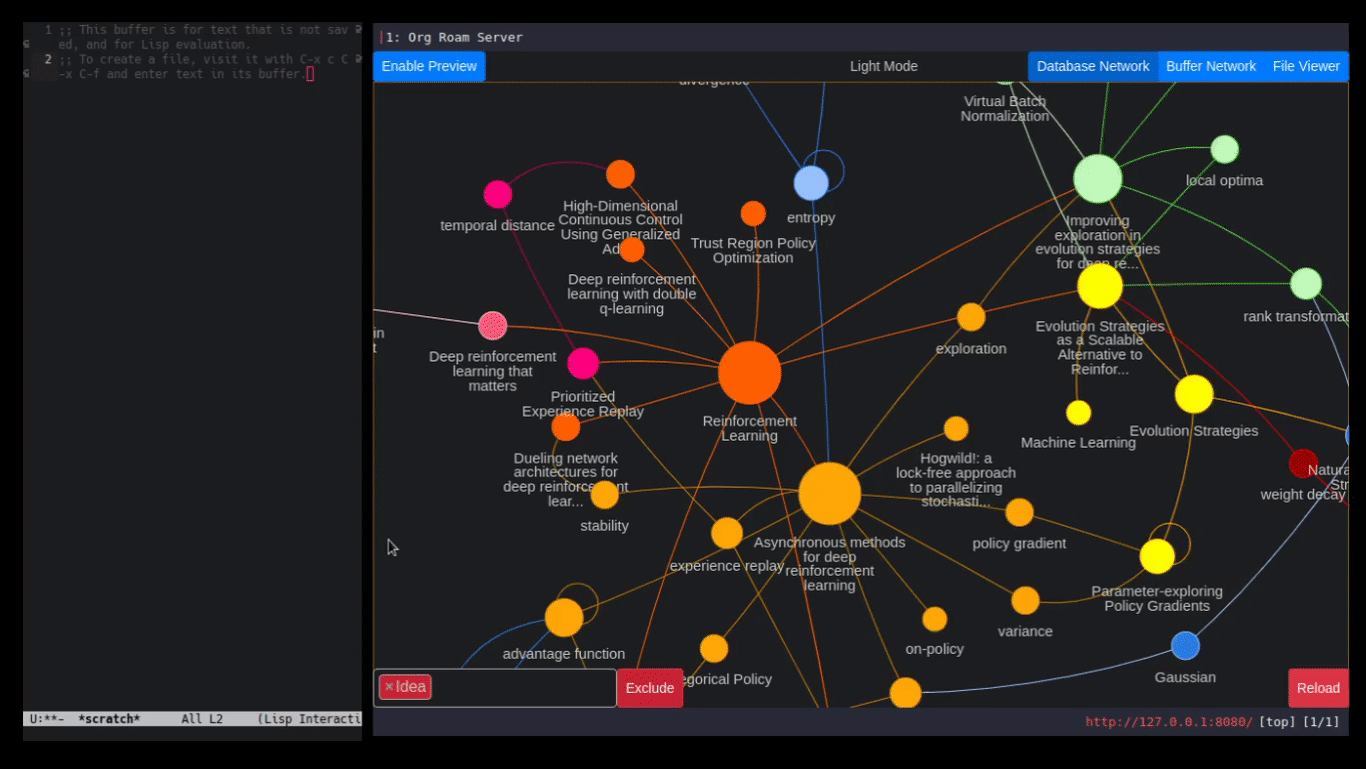 1 ;; This buffer is for text that is not sav
ed, and for Lisp evaluation.
2 ;; To create a file, visit it with C-x c C
-x C-f and enter text in its buffer.
U:**- *scratch* All L2 (Lisp Interacti
1: Org Roam Server
Enable Preview
Light Mode
Database Network
Buffer Network
File Viewer
divergence
Virtual Batch
Normalization
local optima
temporal distance
High-Dimensional
Continuous Control
Using Generalized
Ad
entropy
Trust Region Policy
Optimization
Improving
exploration in
evolution strategies
for deep re...
Deep reinforcement
learning with double
q-learning
rank transformat
in
t
Deep reinforcement
learning that
matters
exploration
Evolution Strategies
as a Scalable
Alternative to
Reinfor...
Prioritized
Experience Replay
Reinforcement
Learning
Machine Learning
Evolution Strategies
Dueling network
architectures for
deep reinforcement
lear...
Hogwild!: a
lock-free approach
to parallelizing
stochasti...
Natura
Str
weight decay
stability
Asynchronous methods
for deep
reinforcement
learning
policy gradient
experience replay
Parameter-exploring
Policy Gradients
variance
on-policy
advantage function
egorical Policy
Gaussian
×Idea
Exclude
Reload
http://127.0.0.1:8080/ [top] [1/1]